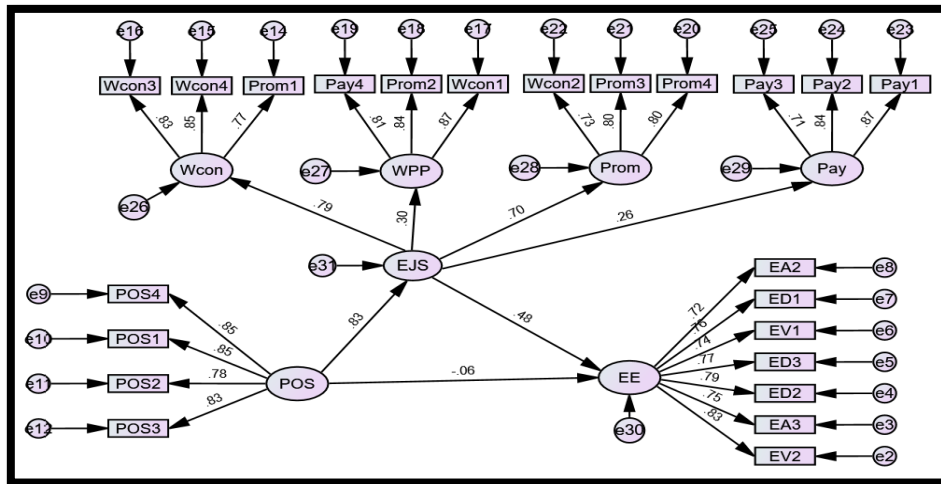 e16 e15 e14 e19 e18 e17 e22 e21 e20 e25 e24 e23
Wcon3 Wcon4 Prom1 Pay4 Prom2 Wcon1 Wcon2 Prom3 Prom4 Pay3 Pay2 Pay1
.83 .85 .77 .81 .84 .87 .73 .80 .80 .71 .84 .87
Wcon e27 WPP e28 Prom e29 Pay
e26
.79 .30 .70 .26
e31 EJS
EA2 e8
e9 POS4
.72
ED1 e7
.85 .83 .48 .76
EV1 e6
e10 POS1 .85
.74
ED3 e5
.77
e11 POS2 .78 POS -.06 EE
.79 ED2 e4
.75
EA3 e3
e12 POS3 .83
e30
.83
EV2 e2